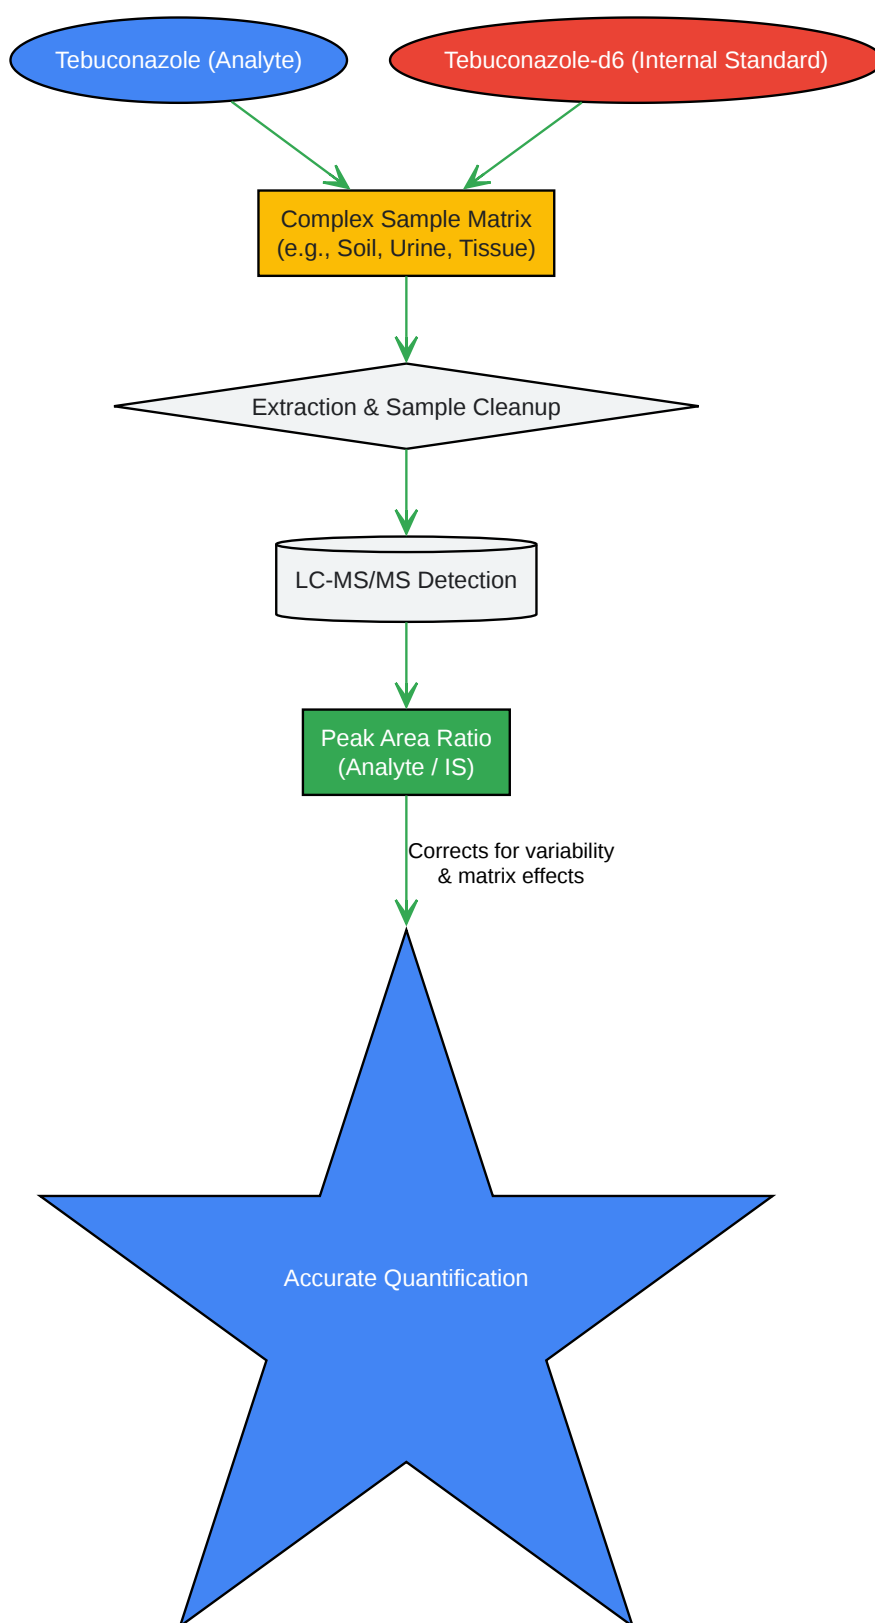 Tebuconazole (Analyte)
Tebuconazole-d6 (Internal Standard)
Complex Sample Matrix
(e.g., Soil, Urine, Tissue)
Extraction & Sample Cleanup
LC-MS/MS Detection
Peak Area Ratio
(Analyte / IS)
Corrects for variability
& matrix effects
Accurate Quantification